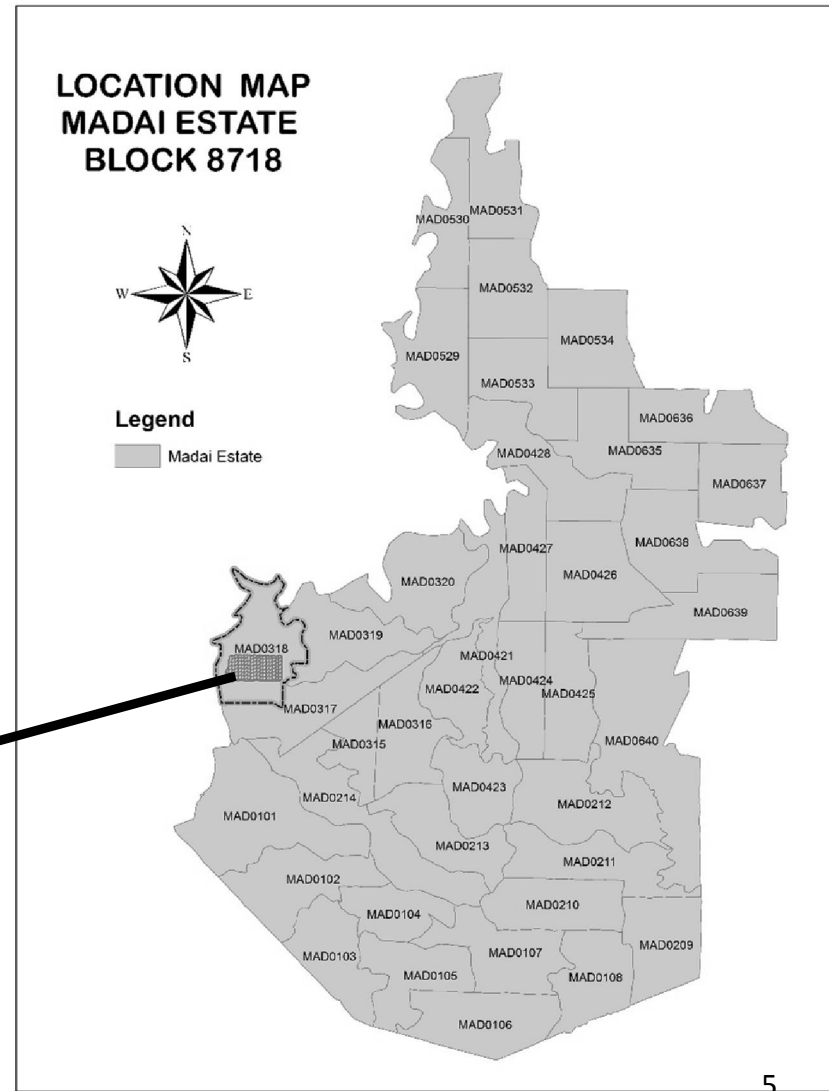 LOCATION MAP
MADAI ESTATE
BLOCK 8718
N
W E
S
Legend
Madai Estate
MAD0531
MAD0530
MAD0532
MAD0534
MAD0529
MAD0533
MAD0636
MAD0428
MAD0635
MAD0637
MAD0638
MAD0427
MAD0426
MAD0320
MAD0639
MAD0319
MAD0318
MAD0421
MAD0424
MAD0422
MAD0425
MAD0317
MAD0316
MAD0315
MAD0640
MAD0423
MAD0214
MAD0212
MAD0101
MAD0213
MAD0211
MAD0102
MAD0210
MAD0104
MAD0209
MAD0107
MAD0103
MAD0105
MAD0108
MAD0106
5